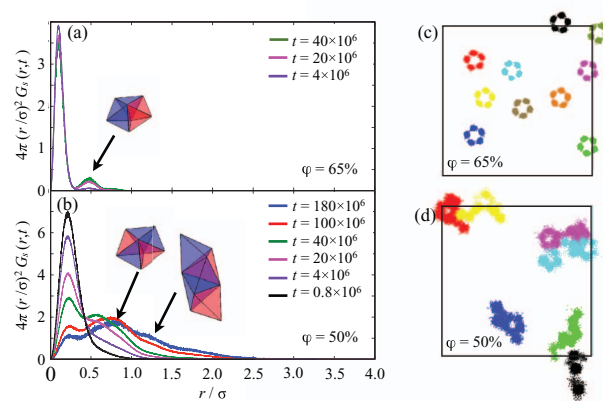 (a)
t = 40×10⁶
t = 20×10⁶
t = 4×10⁶
φ = 65%
4π (r /σ)² Gₛ (r,t)
0
1
2
3
(b)
t = 180×10⁶
t = 100×10⁶
t = 40×10⁶
t = 20×10⁶
t = 4×10⁶
t = 0.8×10⁶
φ = 50%
4π (r /σ)² Gₛ (r,t)
0
2
4
6
0 0.5 1.0 1.5 2.0 2.5 3.0 4.0
r / σ
(c)
φ = 65%
(d)
φ = 50%